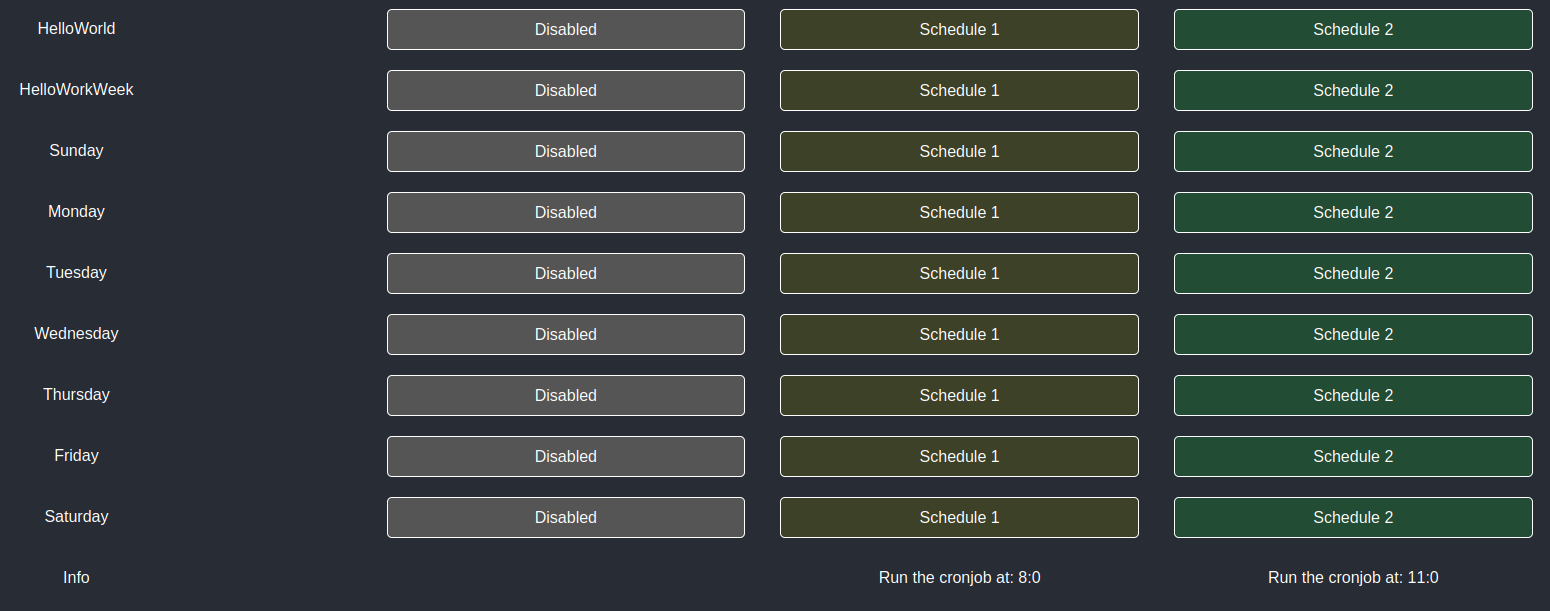 HelloWorld Disabled Schedule 1 Schedule 2
HelloWorkWeek Disabled Schedule 1 Schedule 2
Sunday Disabled Schedule 1 Schedule 2
Monday Disabled Schedule 1 Schedule 2
Tuesday Disabled Schedule 1 Schedule 2
Wednesday Disabled Schedule 1 Schedule 2
Thursday Disabled Schedule 1 Schedule 2
Friday Disabled Schedule 1 Schedule 2
Saturday Disabled Schedule 1 Schedule 2
Info Run the cronjob at: 8:0 Run the cronjob at: 11:0